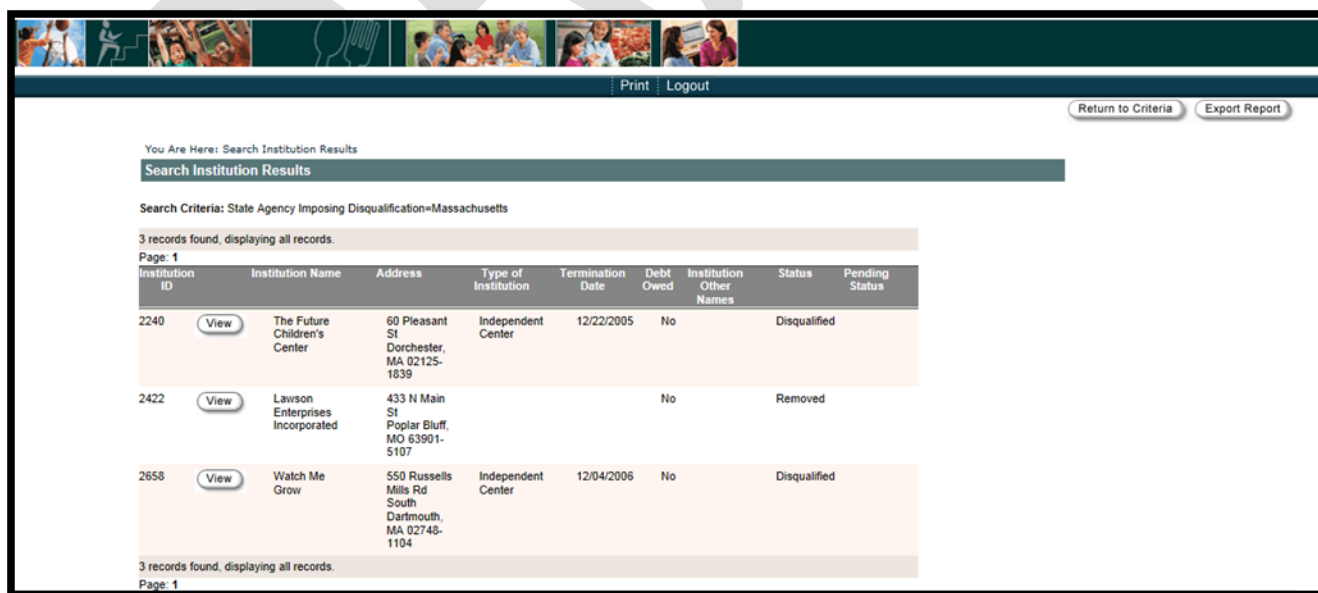 Print Logout
Return to Criteria Export Report
You Are Here: Search Institution Results
Search Institution Results
Search Criteria: State Agency Imposing Disqualification=Massachusetts
3 records found, displaying all records.
Page: 1
Institution ID Institution Name Address Type of Institution Termination Date Debt Owed Institution Other Names Status Pending Status
2240 View The Future Children's Center 60 Pleasant St Dorchester, MA 02125-1839 Independent Center 12/22/2005 No Disqualified
2422 View Lawson Enterprises Incorporated 433 N Main St Poplar Bluff, MO 63901-5107 No Removed
2658 View Watch Me Grow 550 Russells Mills Rd South Dartmouth, MA 02748-1104 Independent Center 12/04/2006 No Disqualified
3 records found, displaying all records.
Page: 1